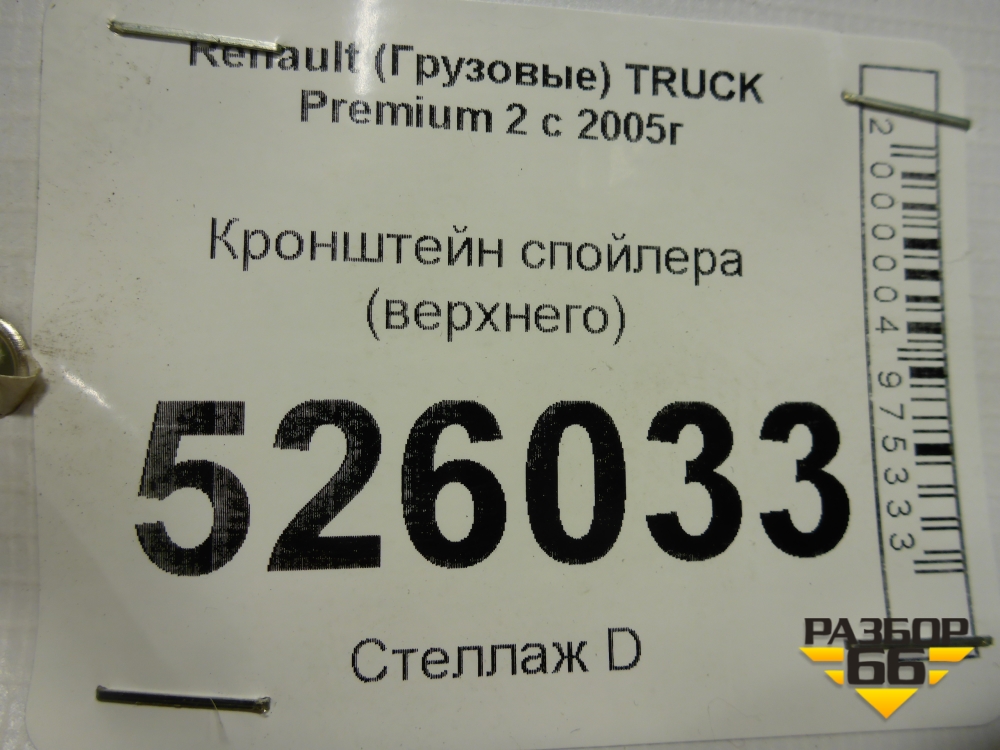 Renault (Грузовые) TRUCK
Premium 2 с 2005г
Кронштейн спойлера
(верхнего)
526033
Стеллаж D
2000004975333
РАЗБОР
66